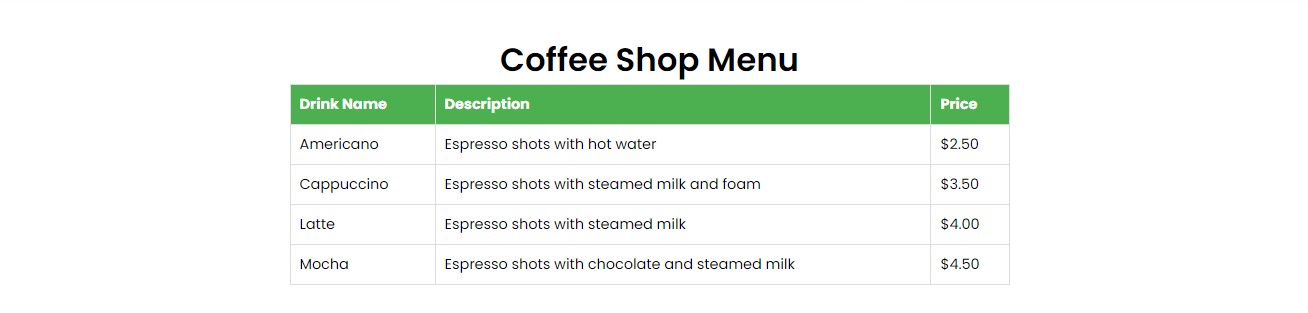 Coffee Shop Menu
Drink Name Description Price
Americano Espresso shots with hot water $2.50
Cappuccino Espresso shots with steamed milk and foam $3.50
Latte Espresso shots with steamed milk $4.00
Mocha Espresso shots with chocolate and steamed milk $4.50